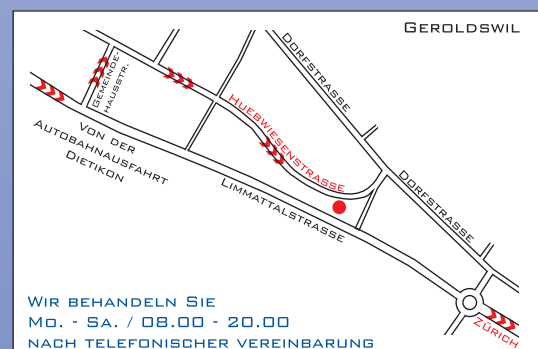 GEROLDSWIL
DORFSTRASSE
GEMEINDE-
HAUSSTR.
HUEBWIESENSTRASSE
VON DER
AUTOBAHNAUSFAHRT
DIETIKON
LIMMATTALSTRASSE
DORFSTRASSE
ZÜRICH
WIR BEHANDELN SIE
MO. - SA. / 08.00 - 20.00
NACH TELEFONISCHER VEREINBARUNG